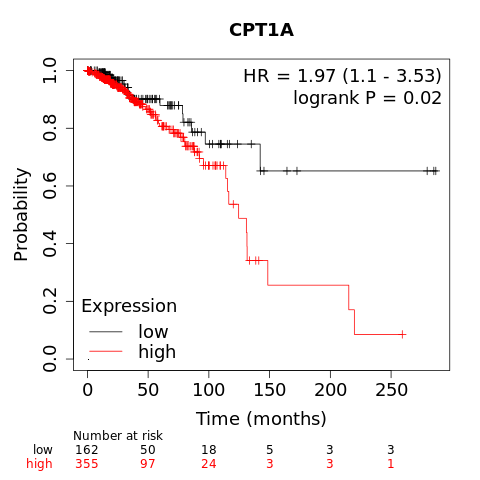 CPT1A
HR = 1.97 (1.1 - 3.53)
logrank P = 0.02
1.0
0.8
0.6
0.4
0.2
0.0
Probability
Expression
low
high
0 50 100 150 200 250
Time (months)
Number at risk
low 162 50 18 5 3 3
high 355 97 24 3 3 1